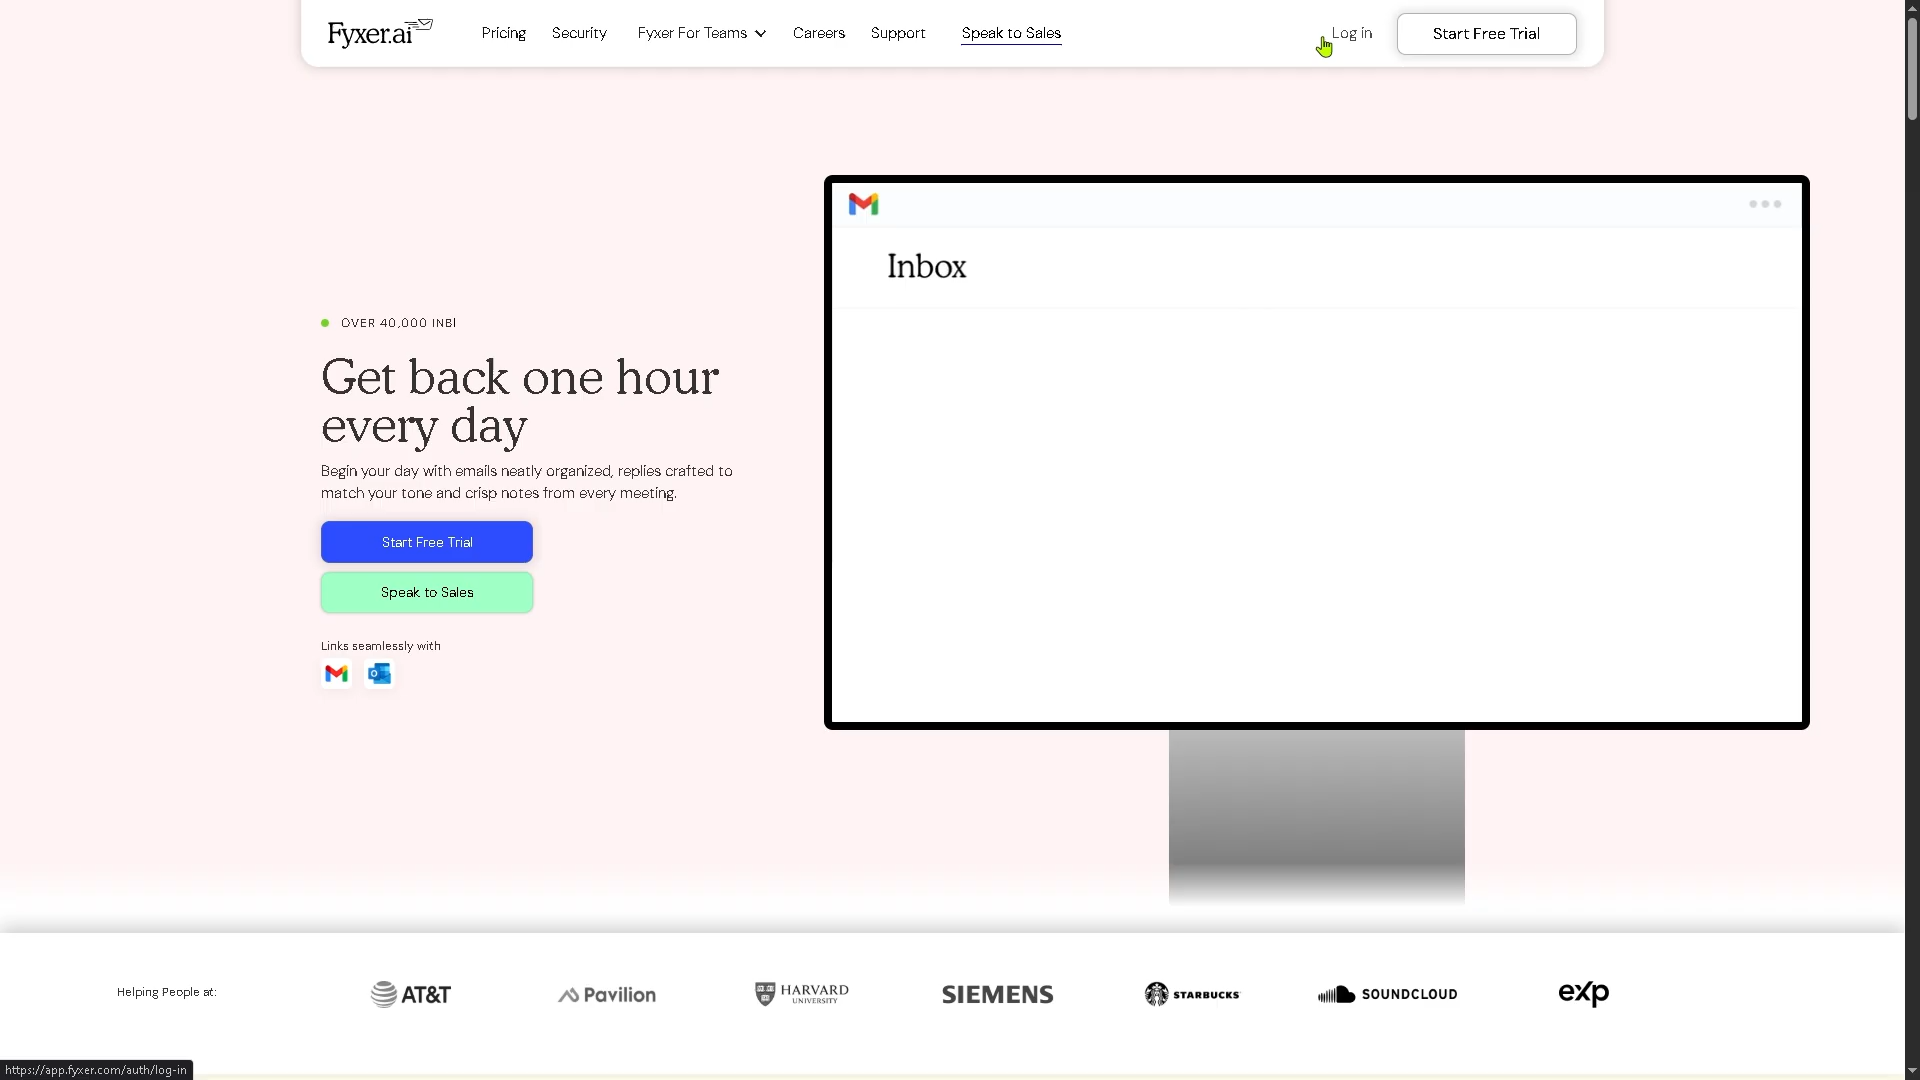 Fyxer.ai
Pricing
Security
Fyxer For Teams
Careers
Support
Speak to Sales
Log in
Start Free Trial
Inbox
OVER 40,000 INBI
Get back one hour
every day
Begin your day with emails neatly organized, replies crafted to
match your tone and crisp notes from every meeting.
Start Free Trial
Speak to Sales
Links seamlessly with
Helping People at:
AT&T
Pavilion
HARVARD
UNIVERSITY
SIEMENS
STARBUCKS
SOUNDCLOUD
exp
https://app.fyxer.com/auth/log-in